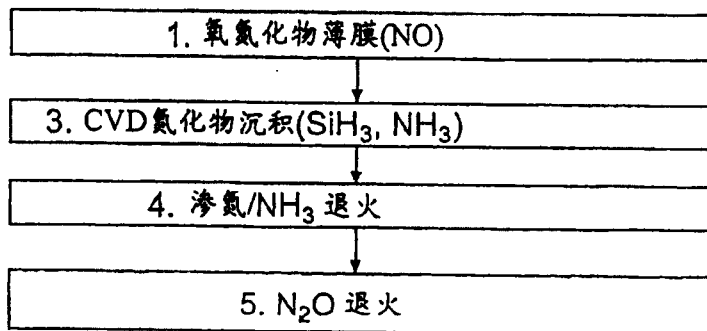 1. 氧氮化物薄膜(NO)
3. CVD氮化物沉积(SiH₃, NH₃)
4. 渗氮/NH₃ 退火
5. N₂O 退火